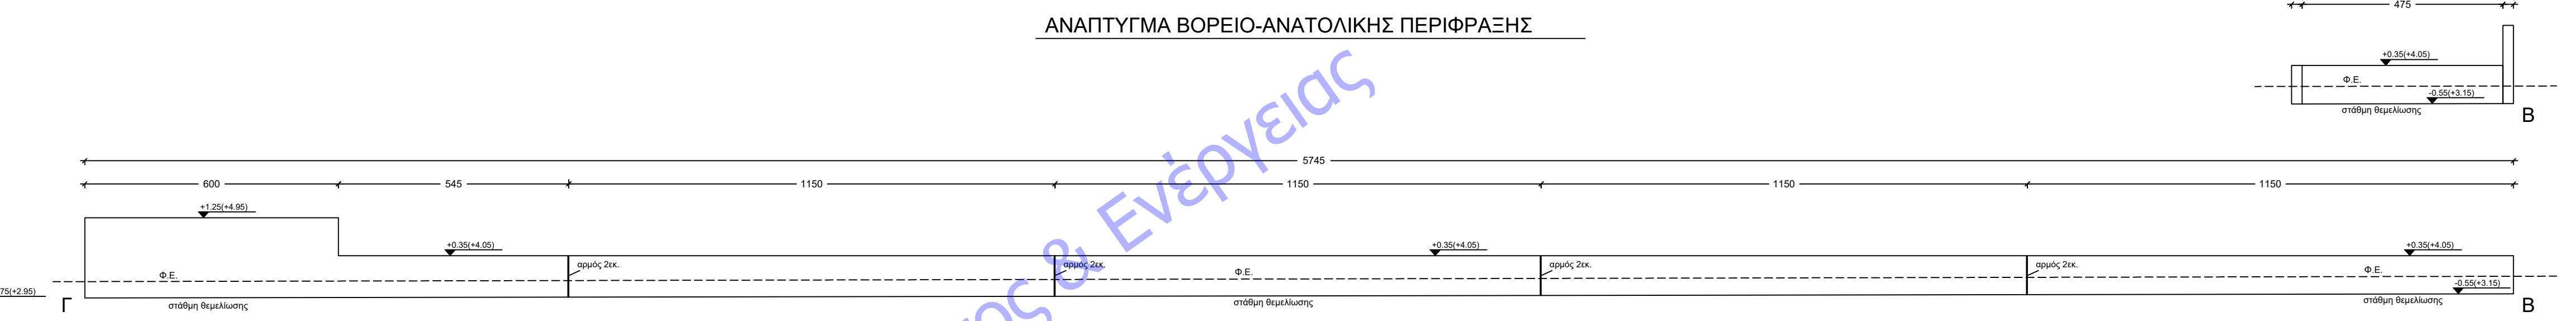 475
ΑΝΑΠΤΥΓΜΑ ΒΟΡΕΙΟ-ΑΝΑΤΟΛΙΚΗΣ ΠΕΡΙΦΡΑΞΗΣ
+0.35(+4.05)
Φ.Ε.
-0.55(+3.15)
στάθμη θεμελίωσης
Β
5745
600 545 1150 1150 1150 1150
+1.25(+4.95)
+0.35(+4.05) +0.35(+4.05) +0.35(+4.05)
αρμός 2εκ. αρμός 2εκ. αρμός 2εκ. αρμός 2εκ.
Φ.Ε. Φ.Ε. Φ.Ε.
75(+2.95) -0.55(+3.15)
Γ στάθμη θεμελίωσης στάθμη θεμελίωσης στάθμη θεμελίωσης Β
ος & Ενέργειας